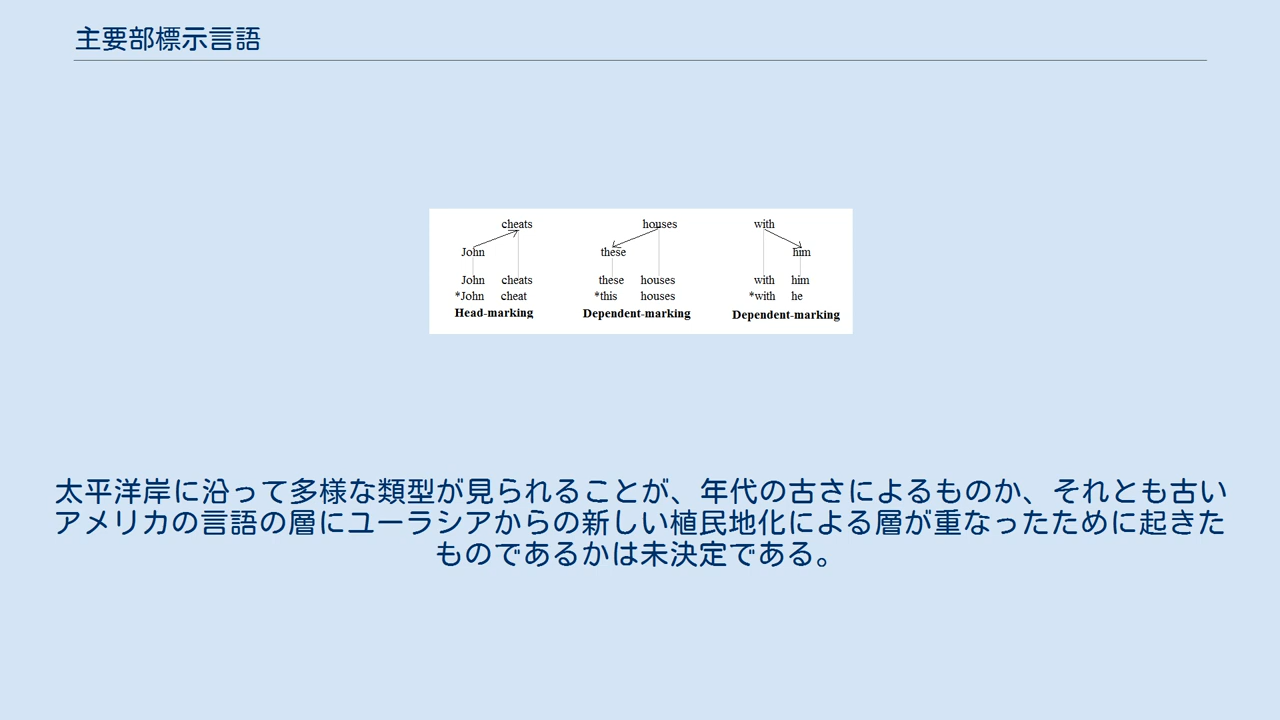 主要部標示言語
cheats houses with
John these him
John cheats these houses with him
*John cheat *this houses *with he
Head-marking Dependent-marking Dependent-marking
太平洋岸に沿って多様な類型が見られることが、年代の古さによるものか、それとも古い
アメリカの言語の層にユーラシアからの新しい植民地化による層が重なったために起きた
ものであるかは未決定である。